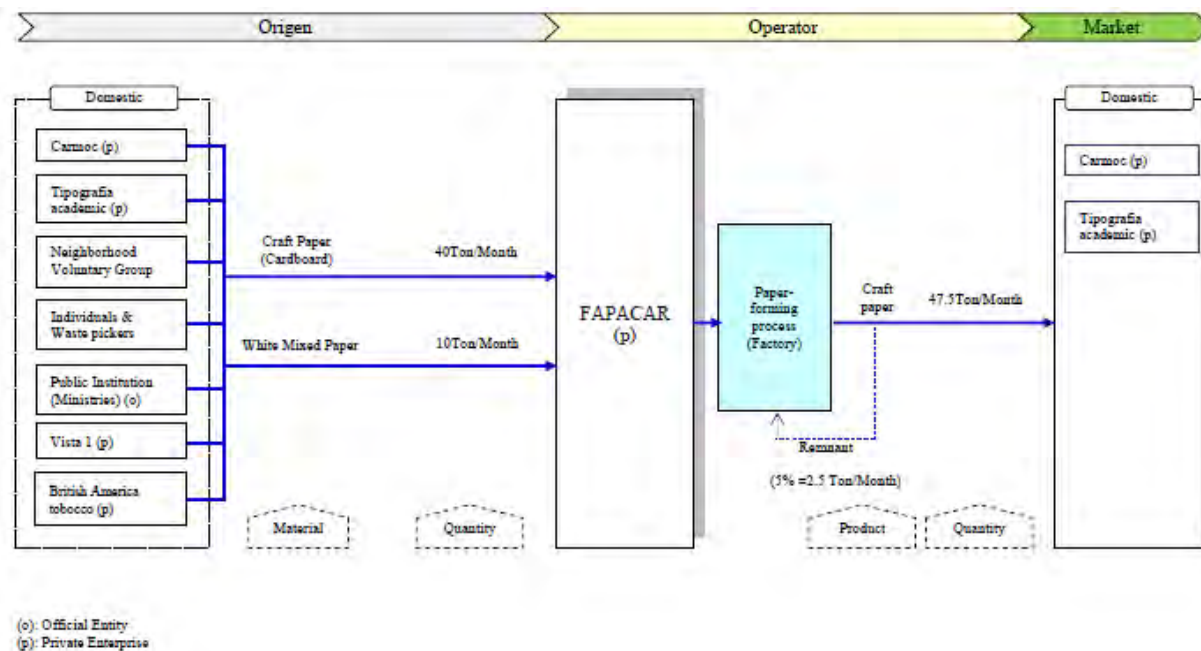 Origen
Operator
Market
Domestic
Carmoc (p)
Tipografia
academic (p)
Neighborhood
Voluntary Group
Individuals &
Waste pickers
Public Institution
(Ministries) (o)
Vista 1 (p)
British America
tobocco (p)
Craft Paper
(Cardboard)
40Ton/Month
White Mixed Paper
10Ton/Month
Material
Quantity
FAPACAR
(p)
Paper-
forming
process
(Factory)
Craft
paper
47.5Ton/Month
Remnant
(5% =2.5 Ton/Month)
Product
Quantity
Domestic
Carmoc (p)
Tipografia
academic (p)
(o): Official Entity
(p): Private Enterprise